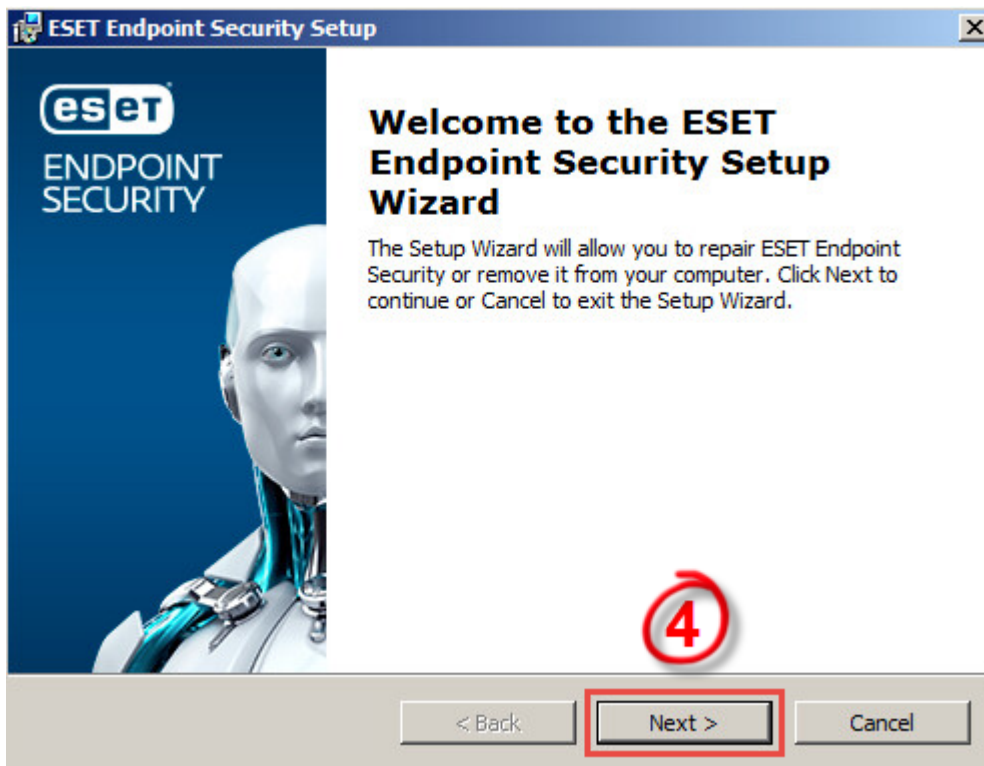 ESET Endpoint Security Setup
eset
ENDPOINT
SECURITY
Welcome to the ESET
Endpoint Security Setup
Wizard
The Setup Wizard will allow you to repair ESET Endpoint
Security or remove it from your computer. Click Next to
continue or Cancel to exit the Setup Wizard.
4
< Back
Next >
Cancel